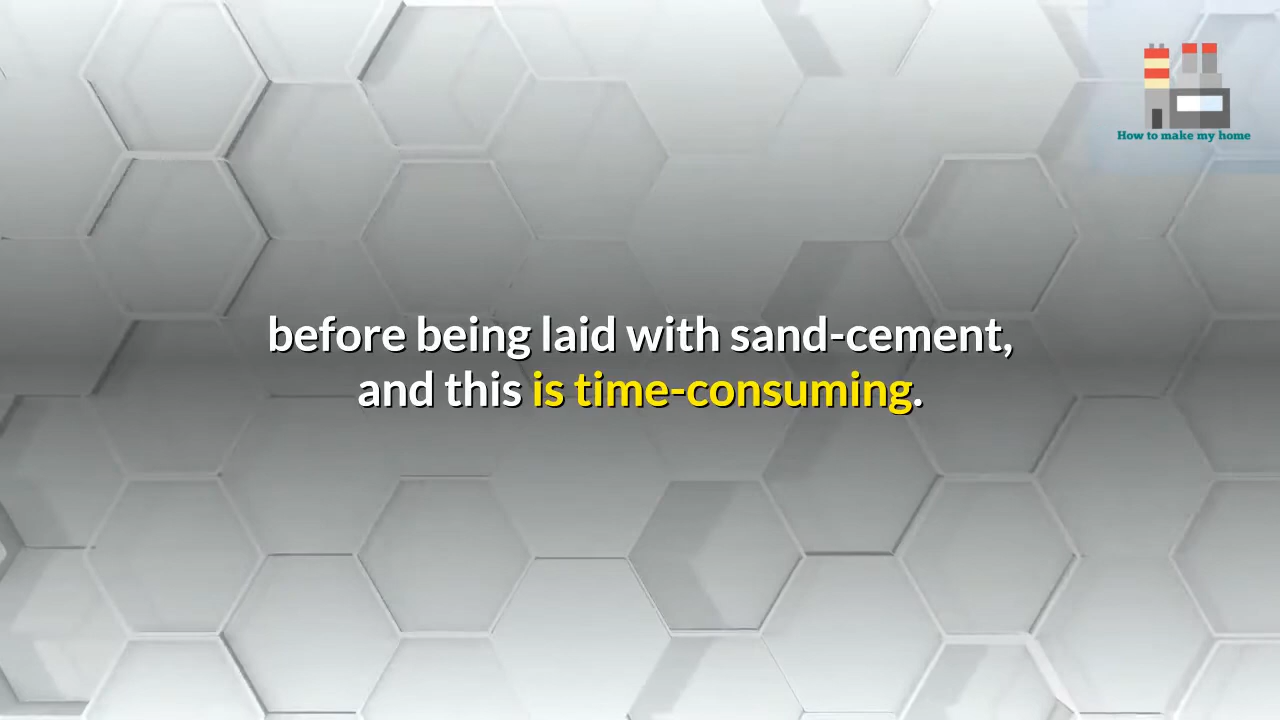 How to make my home
before being laid with sand-cement,
and this is time-consuming.